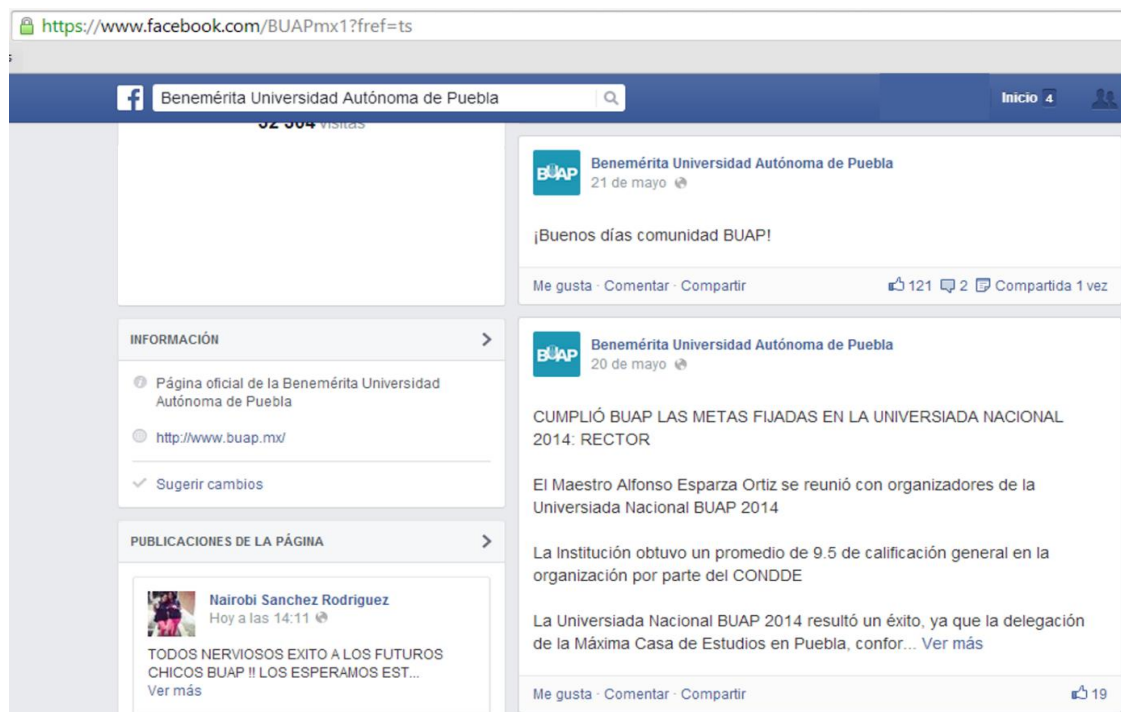 https://www.facebook.com/BUAPmx1?fref=ts
Benemérita Universidad Autónoma de Puebla
Inicio 4
visitas
INFORMACIÓN
Página oficial de la Benemérita Universidad
Autónoma de Puebla
http://www.buap.mx/
Sugerir cambios
PUBLICACIONES DE LA PÁGINA
Nairobi Sanchez Rodriguez
Hoy a las 14:11
TODOS NERVIOSOS EXITO A LOS FUTUROS
CHICOS BUAP !! LOS ESPERAMOS EST...
Ver más
BUAP
Benemérita Universidad Autónoma de Puebla
21 de mayo
¡Buenos días comunidad BUAP!
Me gusta · Comentar · Compartir 121 2 Compartida 1 vez
BUAP
Benemérita Universidad Autónoma de Puebla
20 de mayo
CUMPLIÓ BUAP LAS METAS FIJADAS EN LA UNIVERSIADA NACIONAL
2014: RECTOR
El Maestro Alfonso Esparza Ortiz se reunió con organizadores de la
Universiada Nacional BUAP 2014
La Institución obtuvo un promedio de 9.5 de calificación general en la
organización por parte del CONDDE
La Universiada Nacional BUAP 2014 resultó un éxito, ya que la delegación
de la Máxima Casa de Estudios en Puebla, confor... Ver más
Me gusta · Comentar · Compartir 19